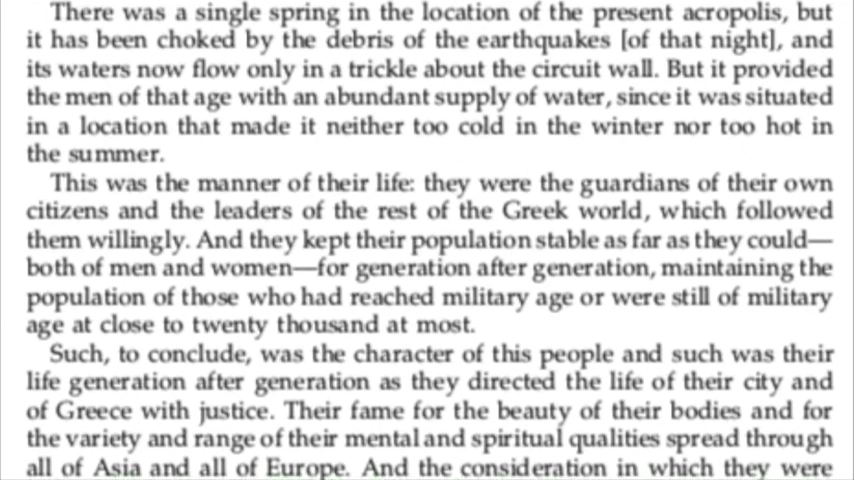 There was a single spring in the location of the present acropolis, but
it has been choked by the debris of the earthquakes [of that night], and
its waters now flow only in a trickle about the circuit wall. But it provided
the men of that age with an abundant supply of water, since it was situated
in a location that made it neither too cold in the winter nor too hot in
the summer.
This was the manner of their life: they were the guardians of their own
citizens and the leaders of the rest of the Greek world, which followed
them willingly. And they kept their population stable as far as they could—
both of men and women—for generation after generation, maintaining the
population of those who had reached military age or were still of military
age at close to twenty thousand at most.
Such, to conclude, was the character of this people and such was their
life generation after generation as they directed the life of their city and
of Greece with justice. Their fame for the beauty of their bodies and for
the variety and range of their mental and spiritual qualities spread through
all of Asia and all of Europe. And the consideration in which they were